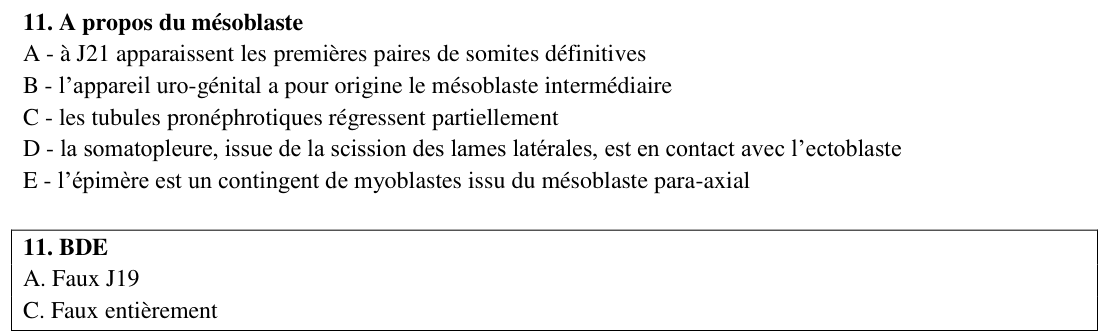 11. A propos du mésoblaste
A - à J21 apparaissent les premières paires de somites définitives
B - l’appareil uro-génital a pour origine le mésoblaste intermédiaire
C - les tubules pronéphrotiques régressent partiellement
D - la somatopleure, issue de la scission des lames latérales, est en contact avec l’ectoblaste
E - l’épimère est un contingent de myoblastes issu du mésoblaste para-axial
11. BDE
A. Faux J19
C. Faux entièrement